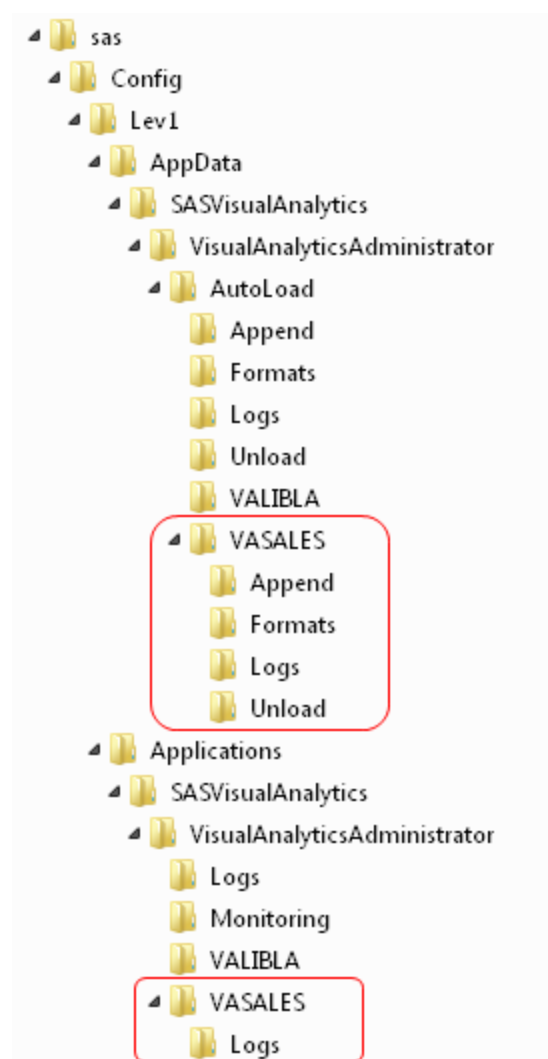 sas
Config
Lev1
AppData
SASVisualAnalytics
VisualAnalyticsAdministrator
AutoLoad
Append
Formats
Logs
Unload
VALIBLA
VASALES
Append
Formats
Logs
Unload
Applications
SASVisualAnalytics
VisualAnalyticsAdministrator
Logs
Monitoring
VALIBLA
VASALES
Logs